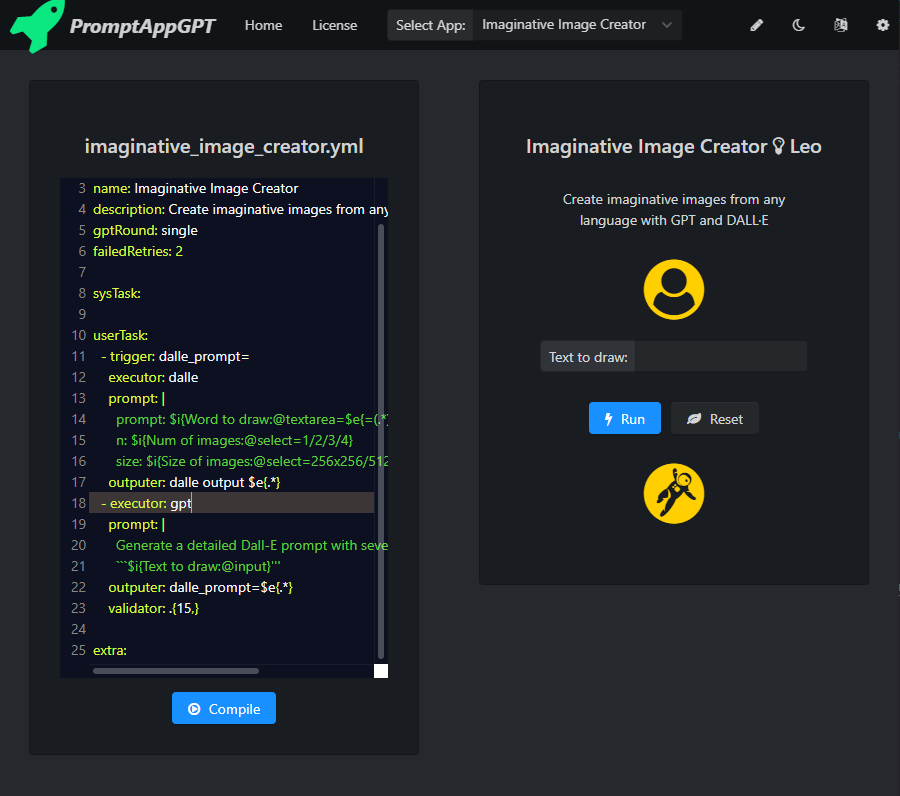 PromptAppGPT Home License Select App: Imaginative Image Creator
imaginative_image_creator.yml
3 name: Imaginative Image Creator
4 description: Create imaginative images from any
5 gptRound: single
6 failedRetries: 2
7
8 sysTask:
9
10 userTask:
11 - trigger: dalle_prompt=
12 executor: dalle
13 prompt: |
14 prompt: $i{Word to draw:@textarea=$e{=(.*)
15 n: $i{Num of images:@select=1/2/3/4}
16 size: $i{Size of images:@select=256x256/512
17 outputer: dalle output $e{.*}
18 - executor: gpt
19 prompt: |
20 Generate a detailed Dall-E prompt with seve
21 ```$i{Text to draw:@input}'''
22 outputer: dalle_prompt=$e{.*}
23 validator: .{15,}
24
25 extra:
Compile
Imaginative Image Creator Leo
Create imaginative images from any
language with GPT and DALL·E
Text to draw:
Run Reset